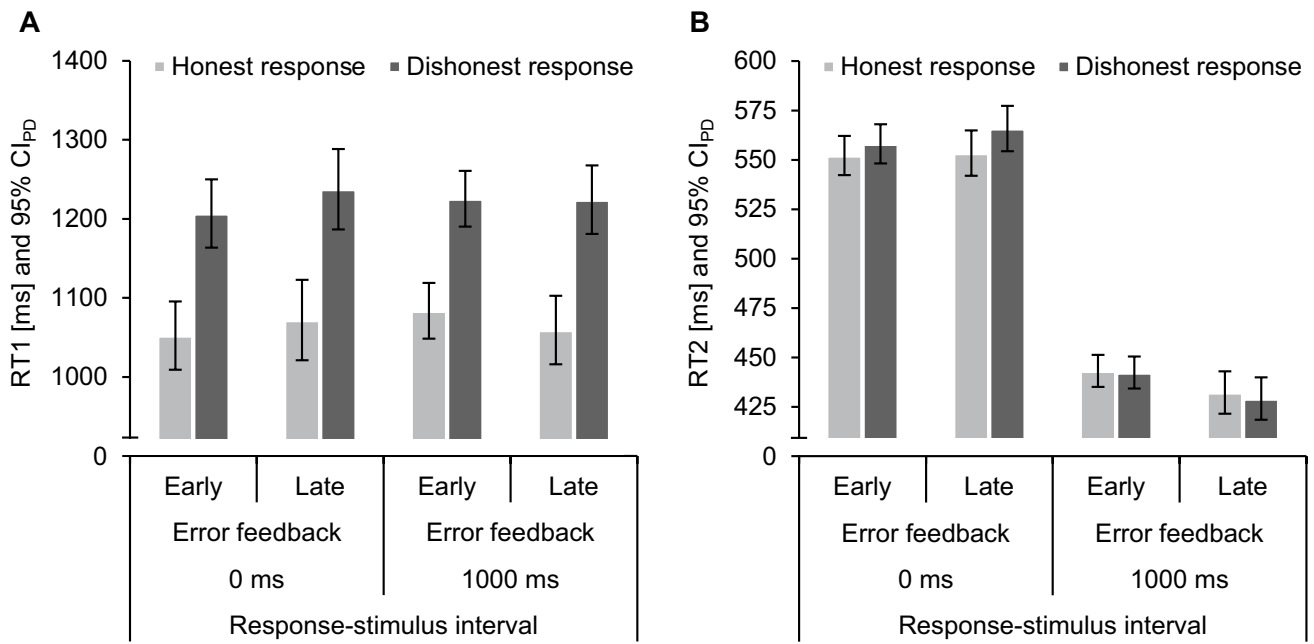 A
RT1 [ms] and 95% CIPD
1400
1300
1200
1100
1000
0
Honest response Dishonest response
Early Late Early Late
Error feedback Error feedback
0 ms 1000 ms
Response-stimulus interval
B
RT2 [ms] and 95% CIPD
600
575
550
525
500
475
450
425
0
Honest response Dishonest response
Early Late Early Late
Error feedback Error feedback
0 ms 1000 ms
Response-stimulus interval